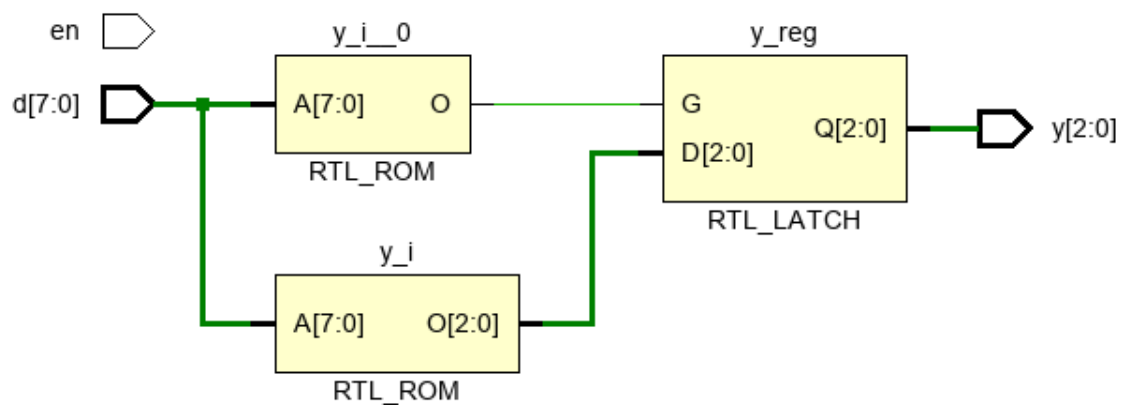 en
y_i__0
y_reg
d[7:0]
A[7:0] O
G
D[2:0]
Q[2:0]
y[2:0]
RTL_ROM
RTL_LATCH
y_i
A[7:0] O[2:0]
RTL_ROM